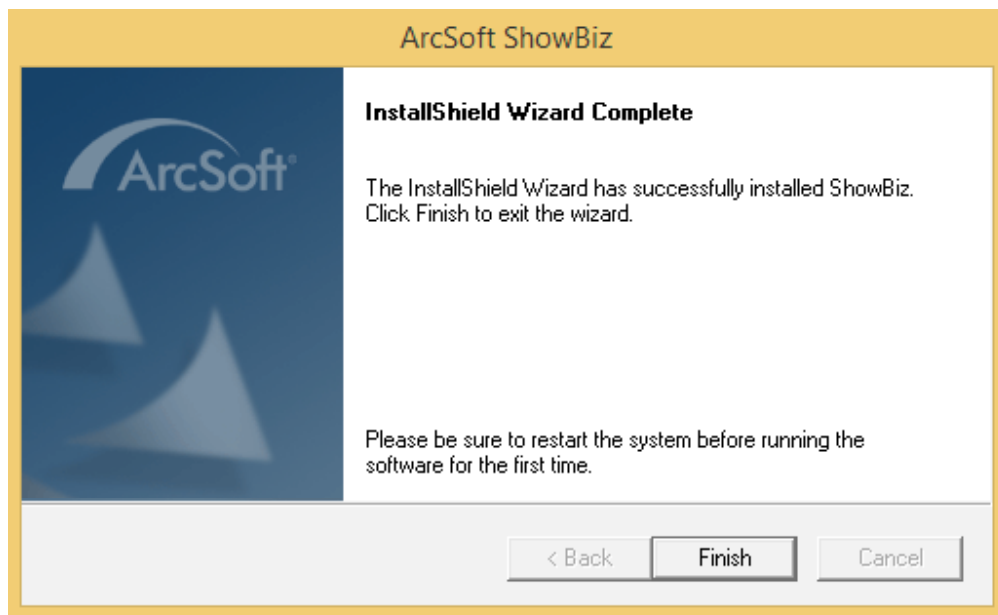 ArcSoft ShowBiz
ArcSoft®
InstallShield Wizard Complete
The InstallShield Wizard has successfully installed ShowBiz.
Click Finish to exit the wizard.
Please be sure to restart the system before running the
software for the first time.
< Back Finish Cancel